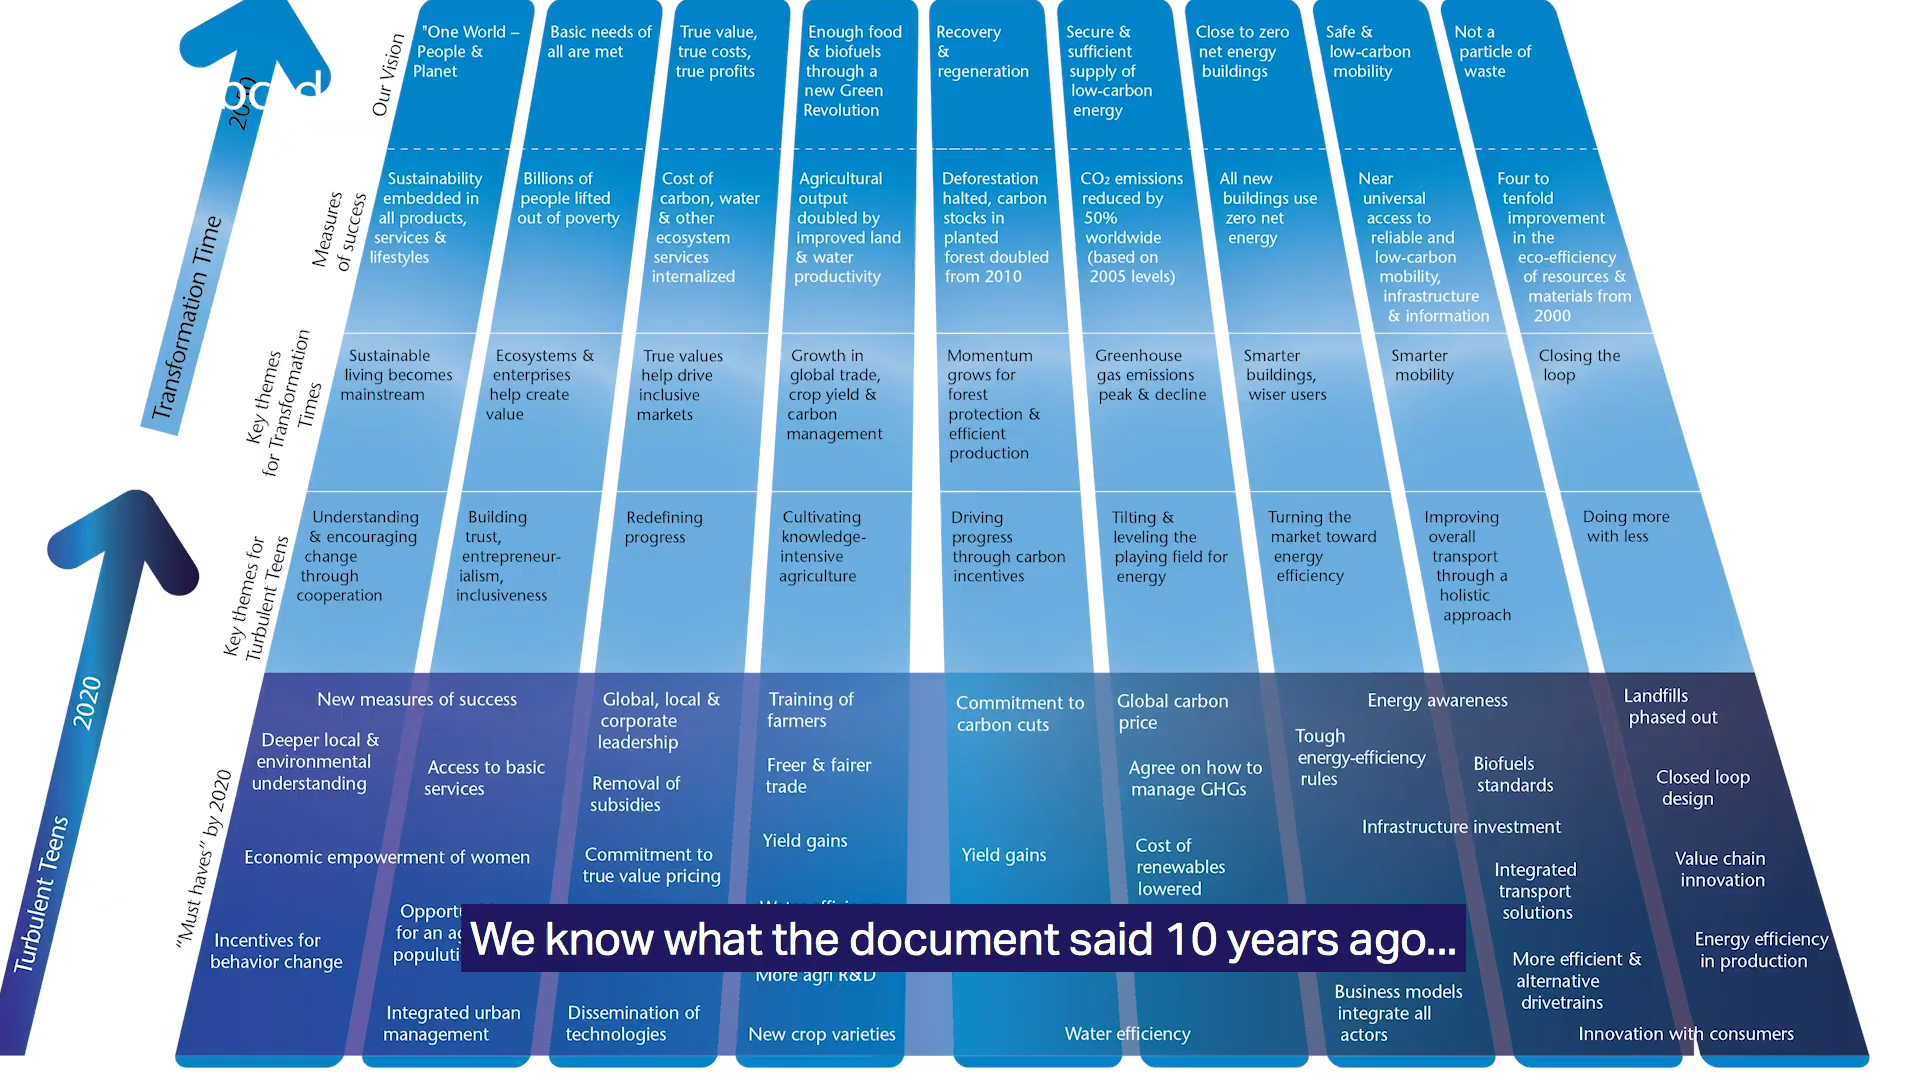 "One World –
People &
Planet
Basic needs of
all are met
True value,
true costs,
true profits
Enough food
& biofuels
through a
new Green
Revolution
Recovery
&
regeneration
Secure &
sufficient
supply of
low-carbon
energy
Close to zero
net energy
buildings
Safe &
low-carbon
mobility
Not a
particle of
waste
Our Vision
Measures
of success
Sustainability
embedded in
all products,
services &
lifestyles
Billions of
people lifted
out of poverty
Cost of
carbon, water
& other
ecosystem
services
internalized
Agricultural
output
doubled by
improved land
& water
productivity
Deforestation
halted, carbon
stocks in
planted
forest doubled
from 2010
CO₂ emissions
reduced by
50%
worldwide
(based on
2005 levels)
All new
buildings use
zero net
energy
Near
universal
access to
reliable and
low-carbon
mobility,
infrastructure
& information
Four to
tenfold
improvement
in the
eco-efficiency
of resources &
materials from
2000
Transformation Time
Key themes
for Transformation
Times
Sustainable
living becomes
mainstream
Ecosystems &
enterprises
help create
value
True values
help drive
inclusive
markets
Growth in
global trade,
crop yield &
carbon
management
Momentum
grows for
forest
protection &
efficient
production
Greenhouse
gas emissions
peak & decline
Smarter
buildings,
wiser users
Smarter
mobility
Closing the
loop
Key themes for
Turbulent Teens
Understanding
& encouraging
change
through
cooperation
Building
trust,
entrepreneur-
ialism,
inclusiveness
Redefining
progress
Cultivating
knowledge-
intensive
agriculture
Driving
progress
through carbon
incentives
Tilting &
leveling the
playing field for
energy
Turning the
market toward
energy
efficiency
Improving
overall
transport
through a
holistic
approach
Doing more
with less
2020
Turbulent Teens
"Must haves" by 2020
New measures of success
Deeper local &
environmental
understanding
Access to basic
services
Economic empowerment of women
Incentives for
behavior change
for an
Integrated urban
management
Global, local &
corporate
leadership
Removal of
subsidies
Commitment to
true value pricing
Dissemination of
technologies
Training of
farmers
Freer & fairer
trade
Yield gains
More agri R&D
New crop varieties
Commitment to
carbon cuts
Yield gains
Water efficiency
Global carbon
price
Agree on how to
manage GHGs
Cost of
renewables
lowered
Energy awareness
Tough
energy-efficiency
rules
Infrastructure investment
Business models
integrate all
actors
Biofuels
standards
Integrated
transport
solutions
More efficient &
alternative
drivetrains
Innovation with consumers
Landfills
phased out
Closed loop
design
Value chain
innovation
Energy efficiency
in production
We know what the document said 10 years ago...